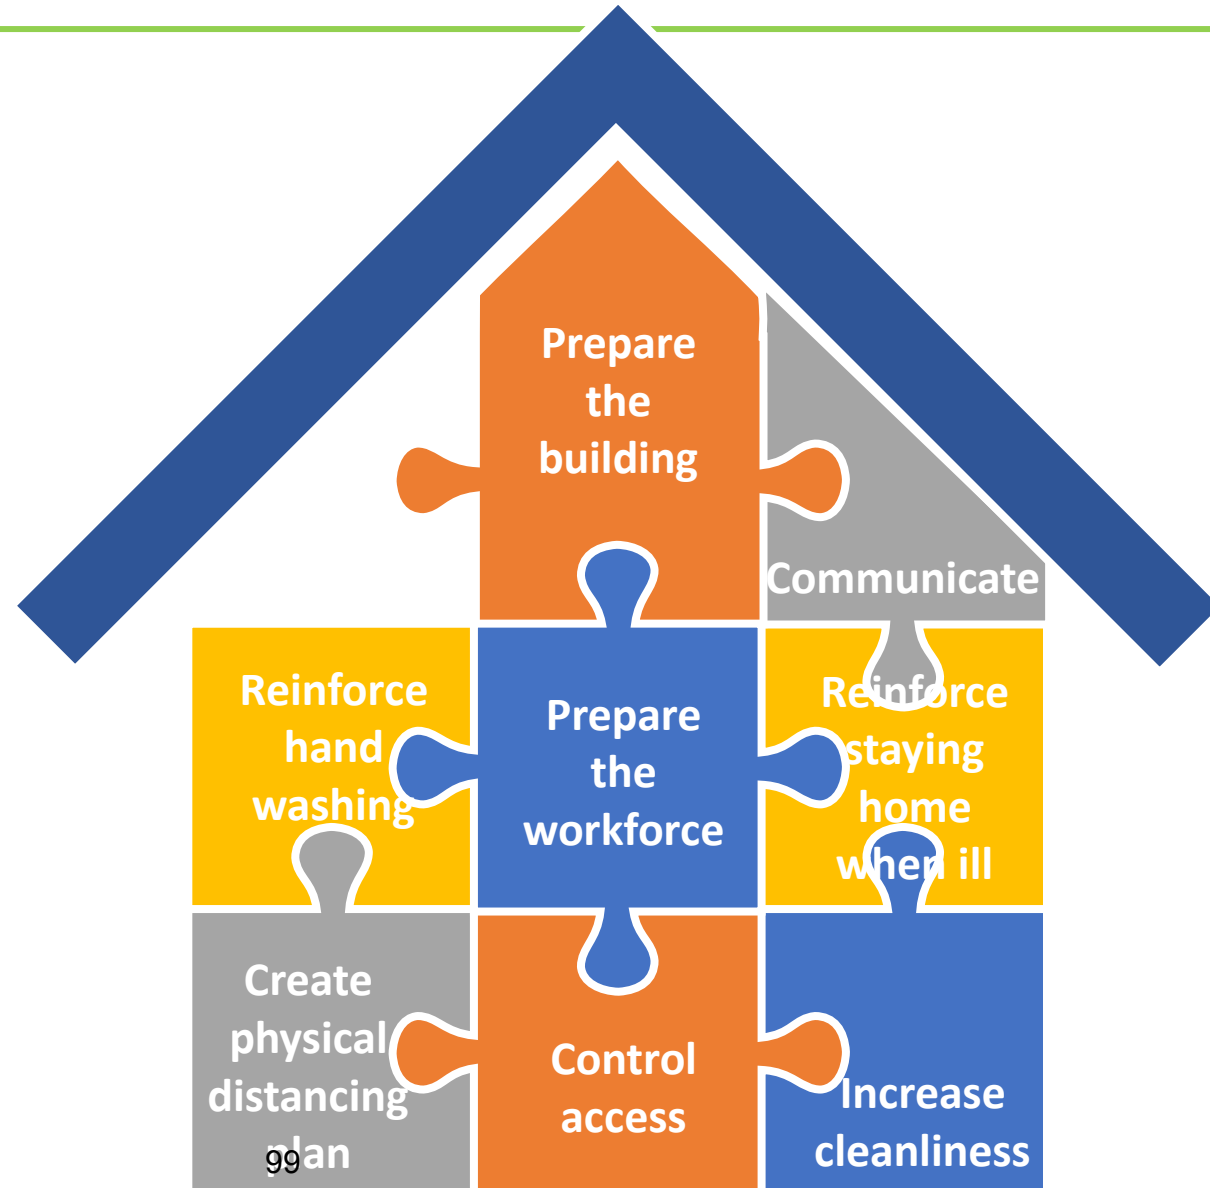 Prepare
the
building
Communicate
Reinforce
hand
washing
Prepare
the
workforce
Reinforce
staying
home
when ill
Create
physical
distancing
plan
Control
access
Increase
cleanliness
99